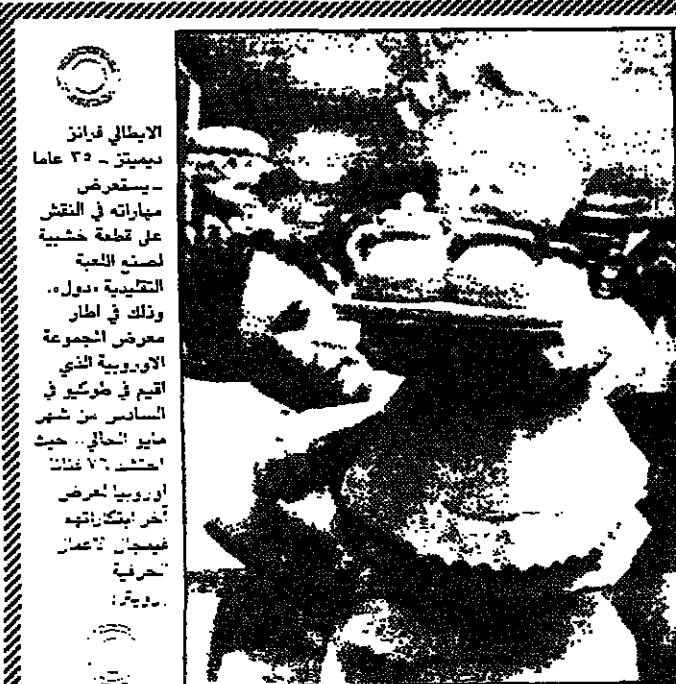 الايطالي فرانز
ديميتز - ٣٥ عاما
- يستعرض
مهاراته في النقش
على قطعة خشبية
لصنع اللعبة
التقليدية «دول».
وذلك في اطار
معرض المجموعة
الاوروبية الذي
اقيم في طوكيو في
السادس من شهر
مايو الحالي.. حيث
احتشد ٧٦ فنانا
اوروبيا لعرض
آخر ابتكاراتهم
الاعمال
الحرفية
رويتر